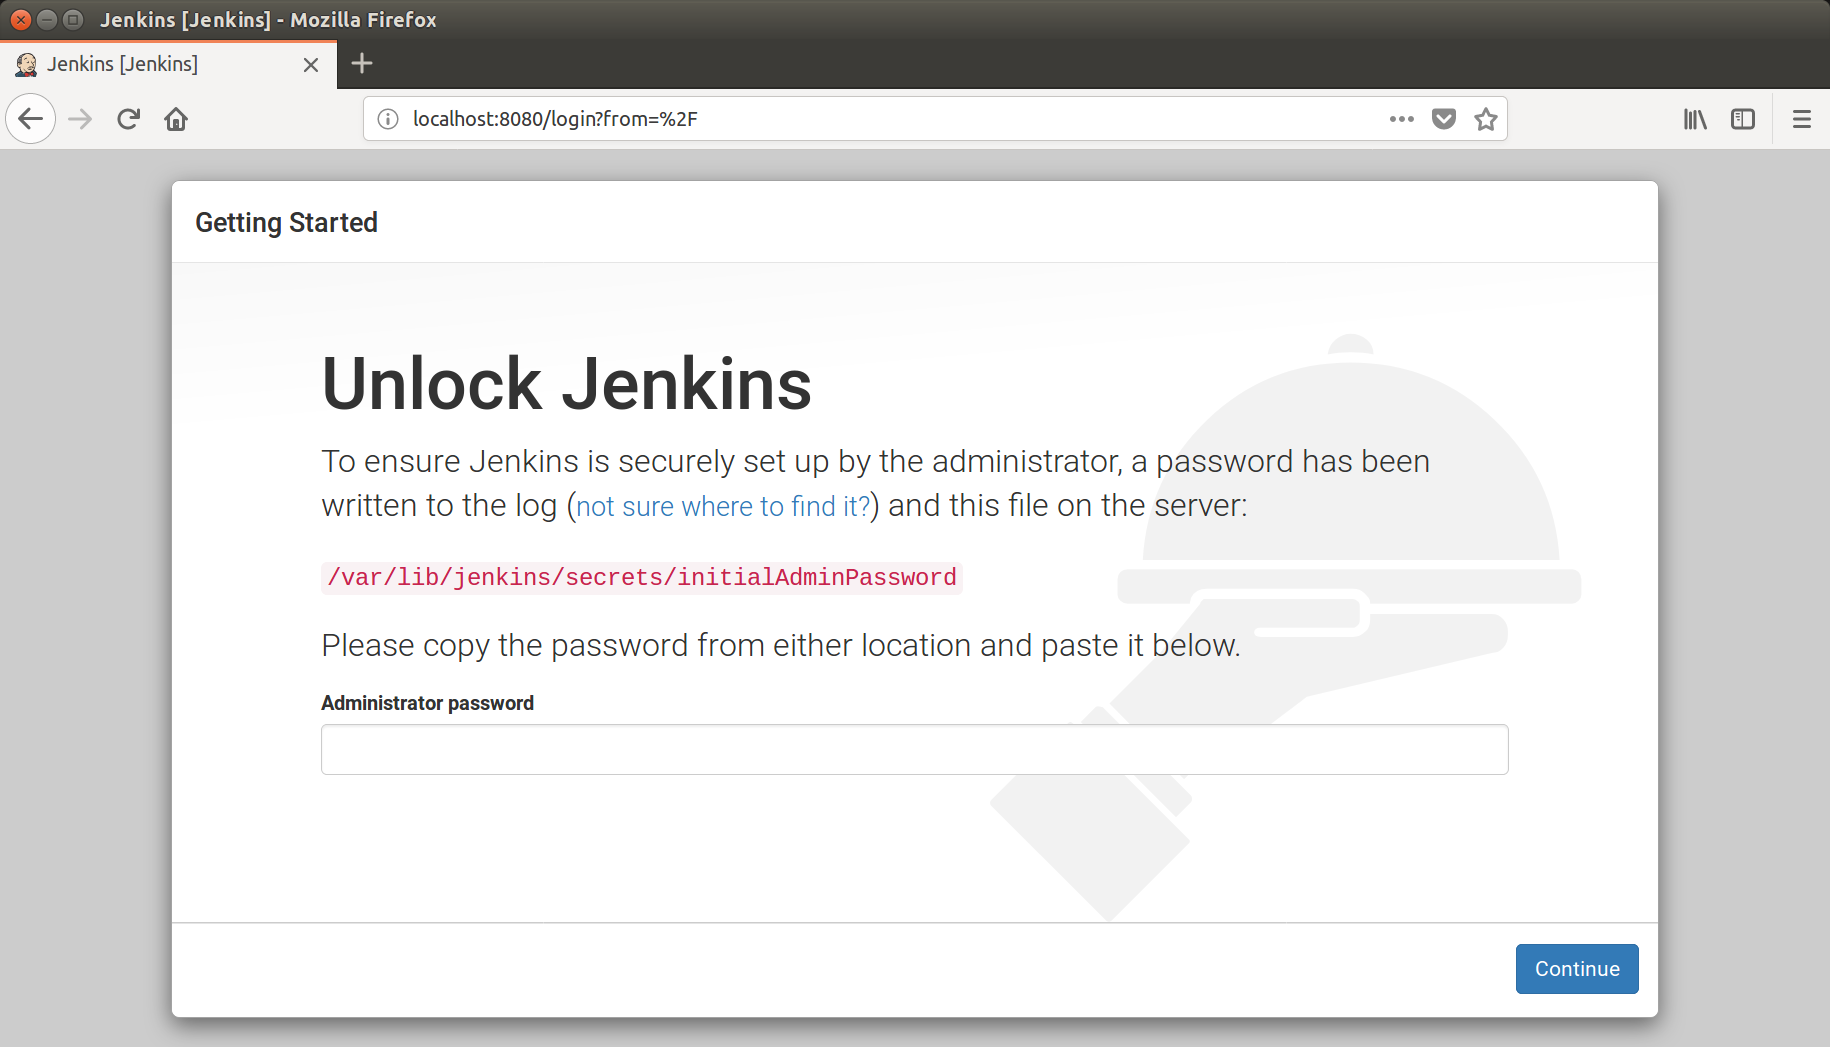 Jenkins [Jenkins] - Mozilla Firefox
Jenkins [Jenkins]
localhost:8080/login?from=%2F
Getting Started
Unlock Jenkins
To ensure Jenkins is securely set up by the administrator, a password has been
written to the log (not sure where to find it?) and this file on the server:
/var/lib/jenkins/secrets/initialAdminPassword
Please copy the password from either location and paste it below.
Administrator password
Continue